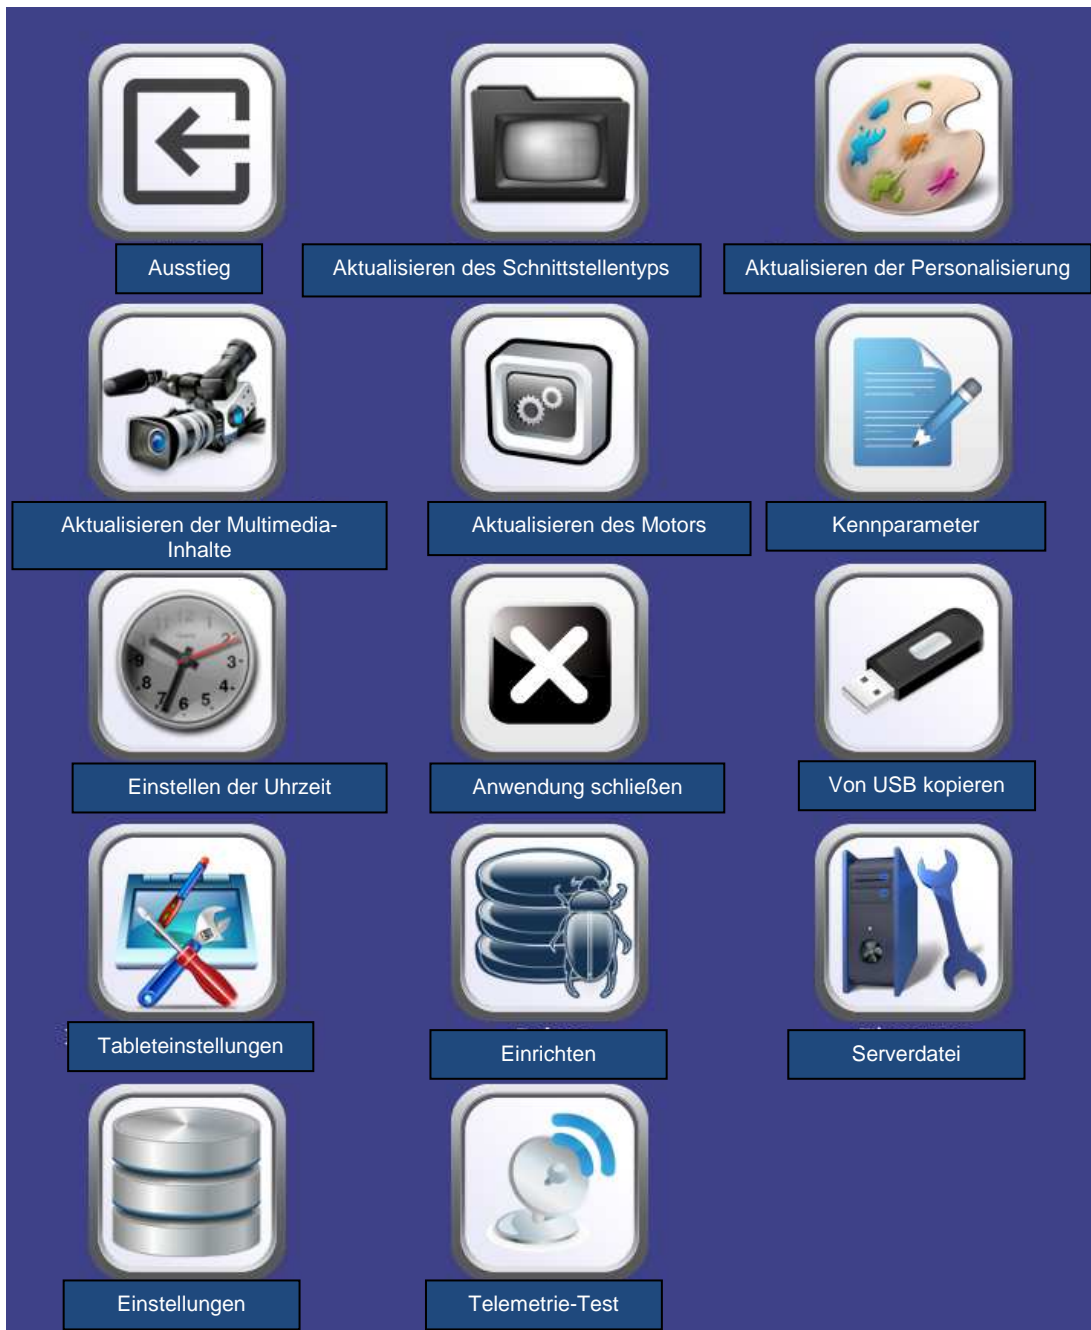 Ausstieg
Aktualisieren des Schnittstellentyps
Aktualisieren der Personalisierung
Aktualisieren der Multimedia-
Inhalte
Aktualisieren des Motors
Kennparameter
Einstellen der Uhrzeit
Anwendung schließen
Von USB kopieren
Tableteinstellungen
Einrichten
Serverdatei
Einstellungen
Telemetrie-Test